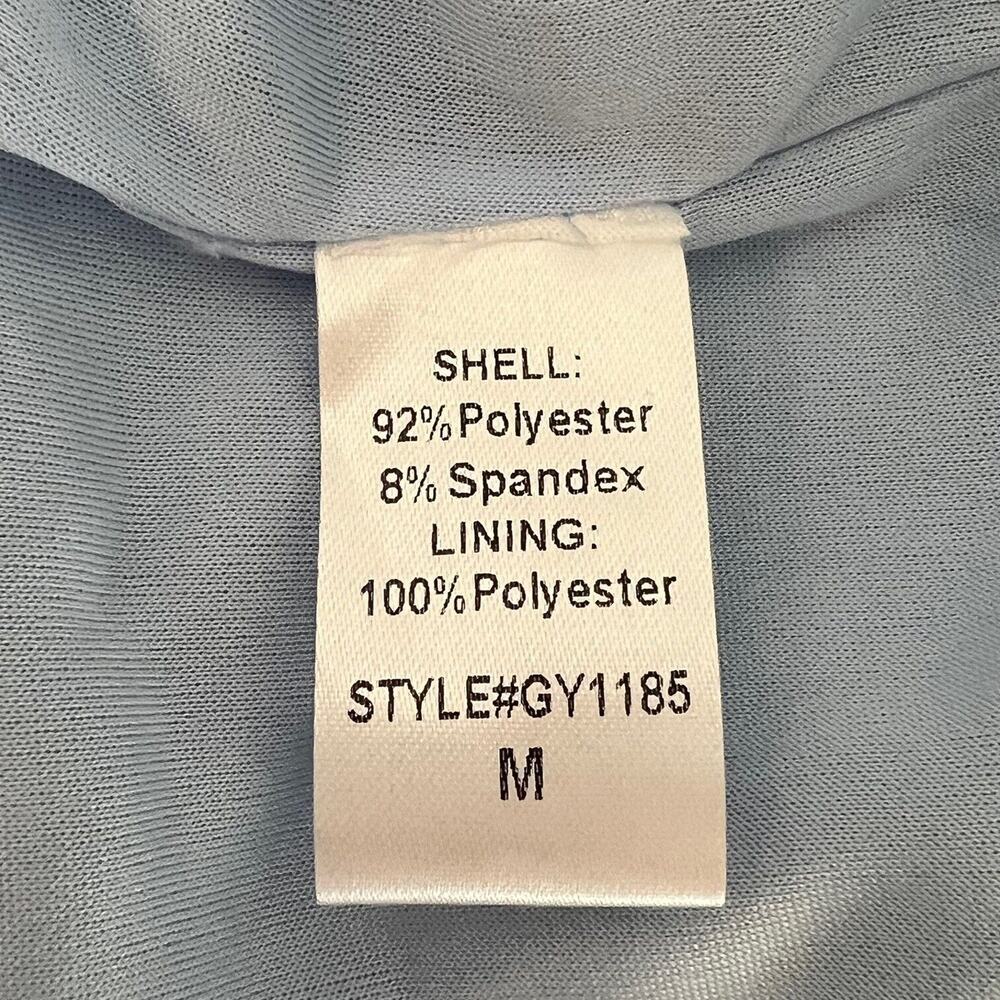 SHELL:
92% Polyester
8% Spandex
LINING:
100% Polyester
STYLE#GY1185
M